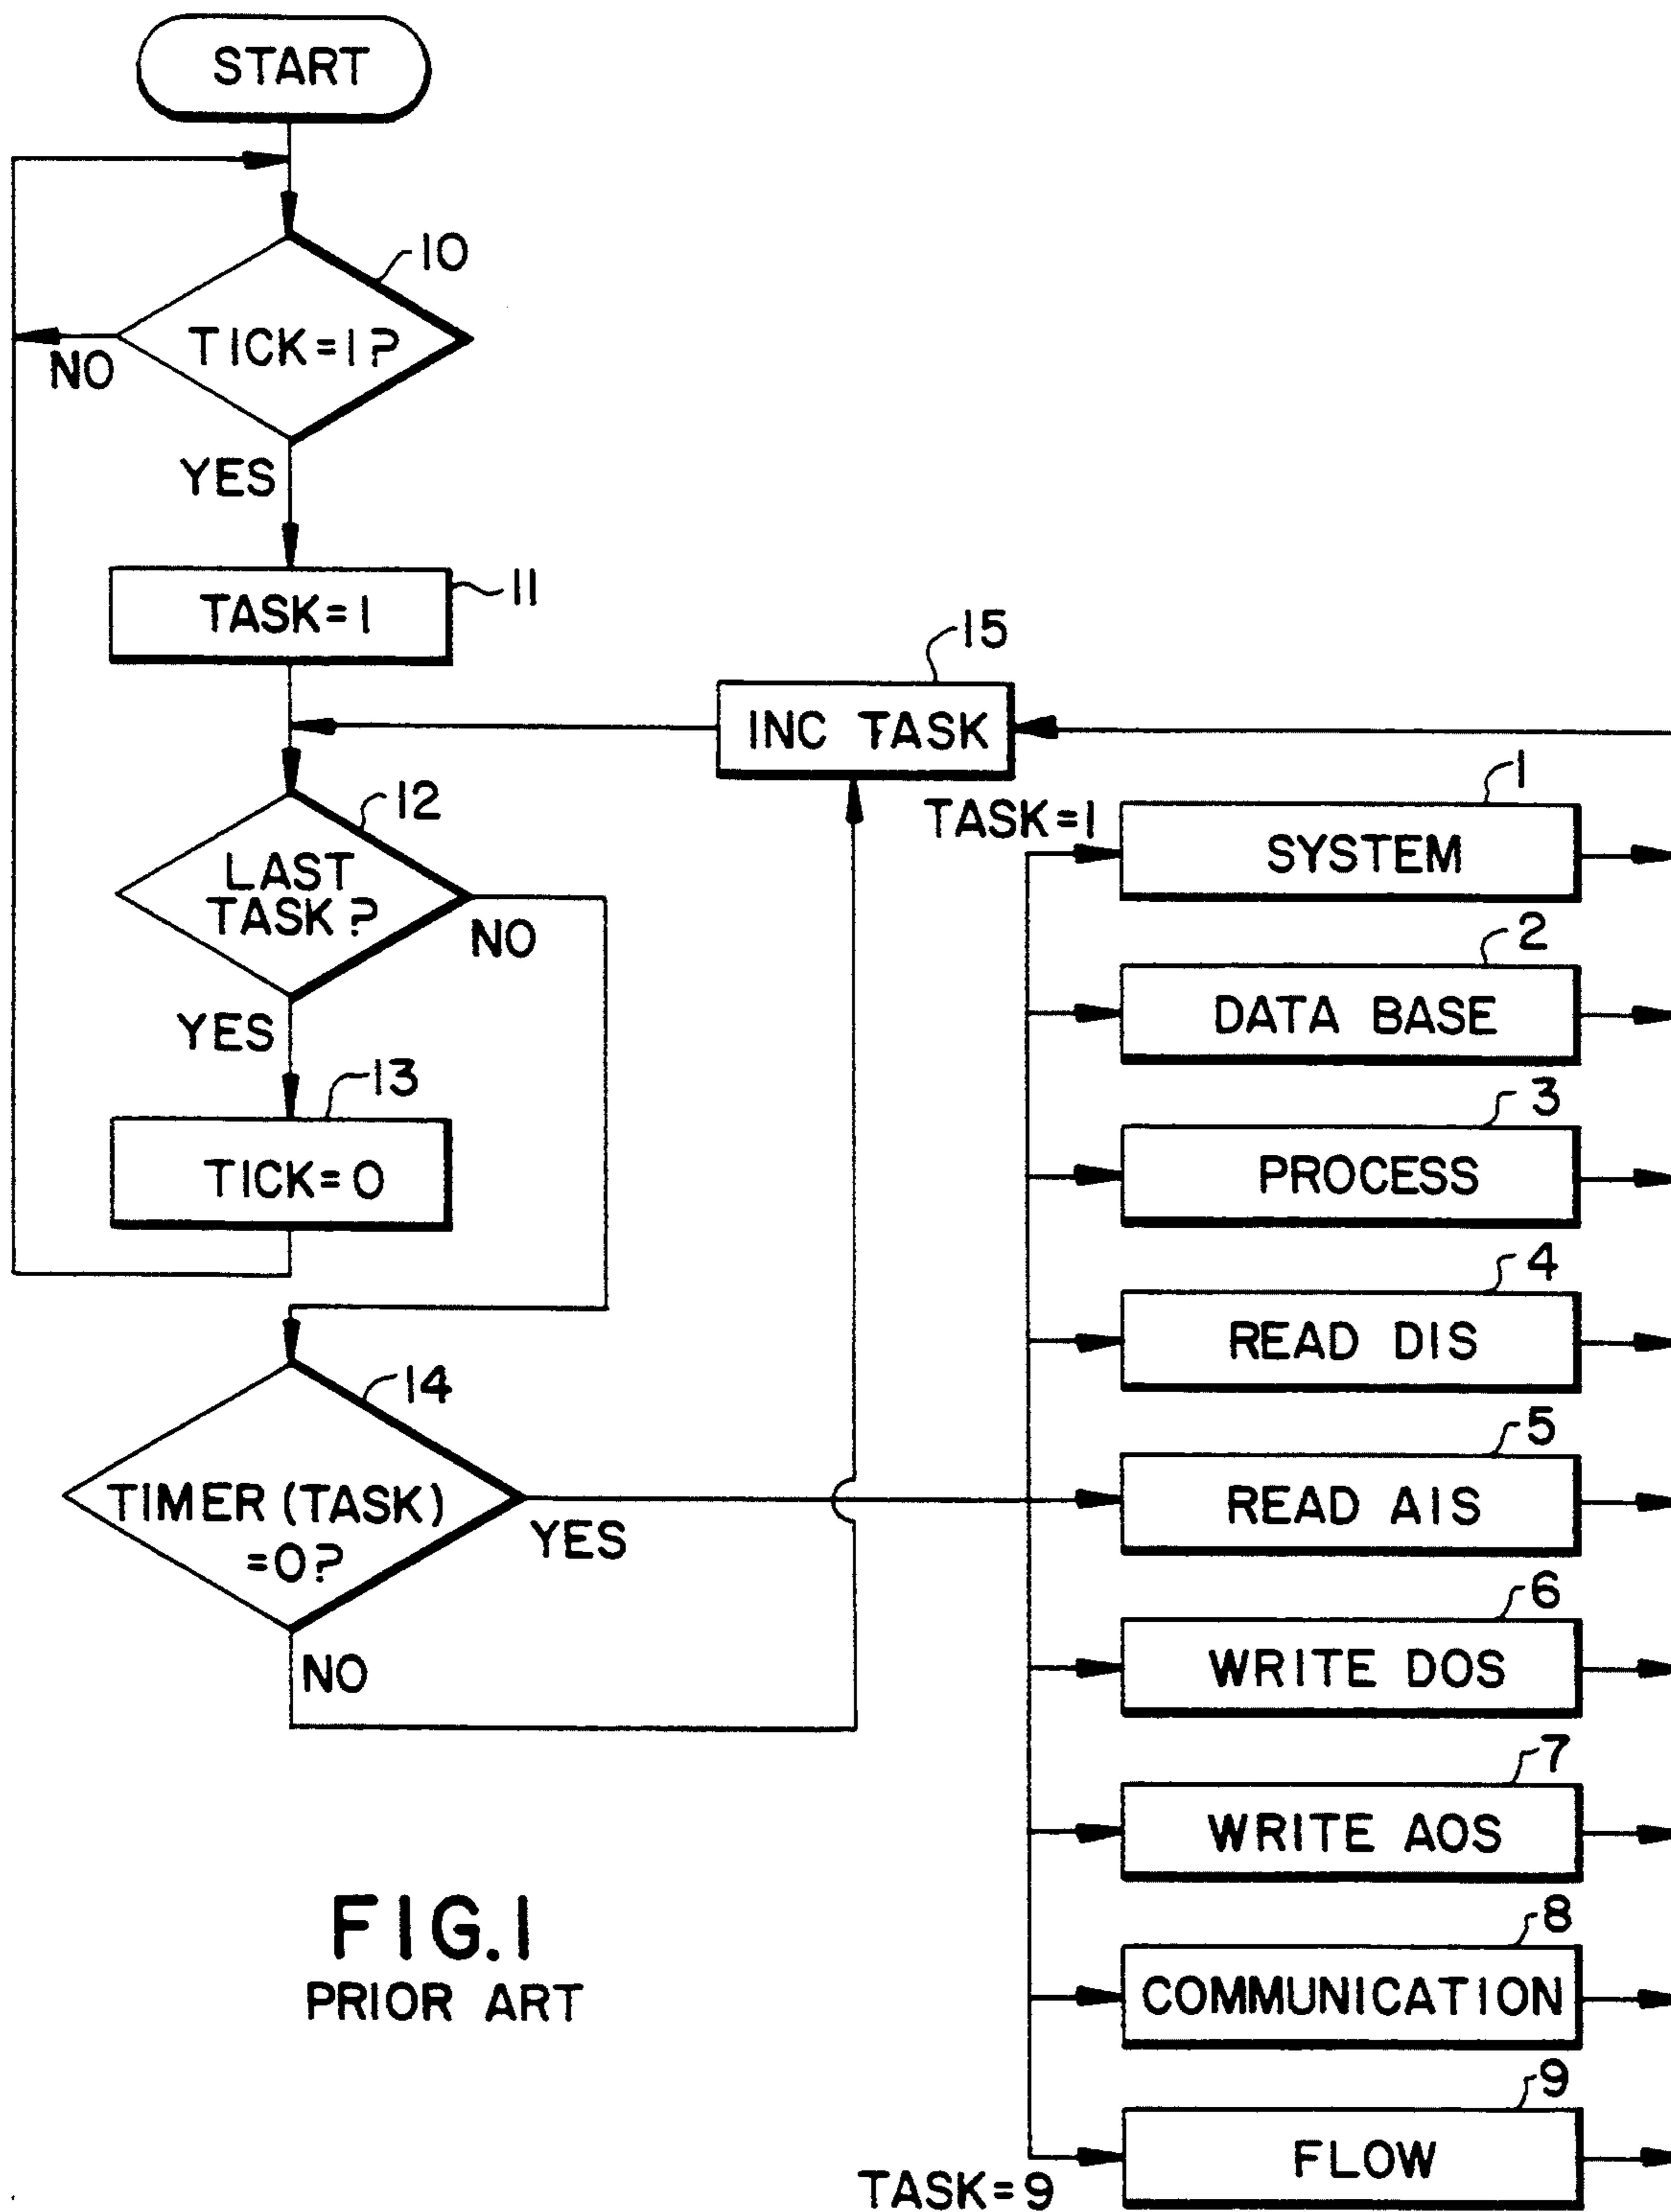 START
10
TICK=1?
NO
YES
11
TASK=1
15
INC TASK
12
LAST
TASK?
NO
YES
13
TICK=0
14
TIMER (TASK)
=0?
YES
NO
TASK=1
1
SYSTEM
2
DATA BASE
3
PROCESS
4
READ DIS
5
READ AIS
6
WRITE DOS
7
WRITE AOS
8
COMMUNICATION
9
FLOW
TASK=9
FIG.1
PRIOR ART